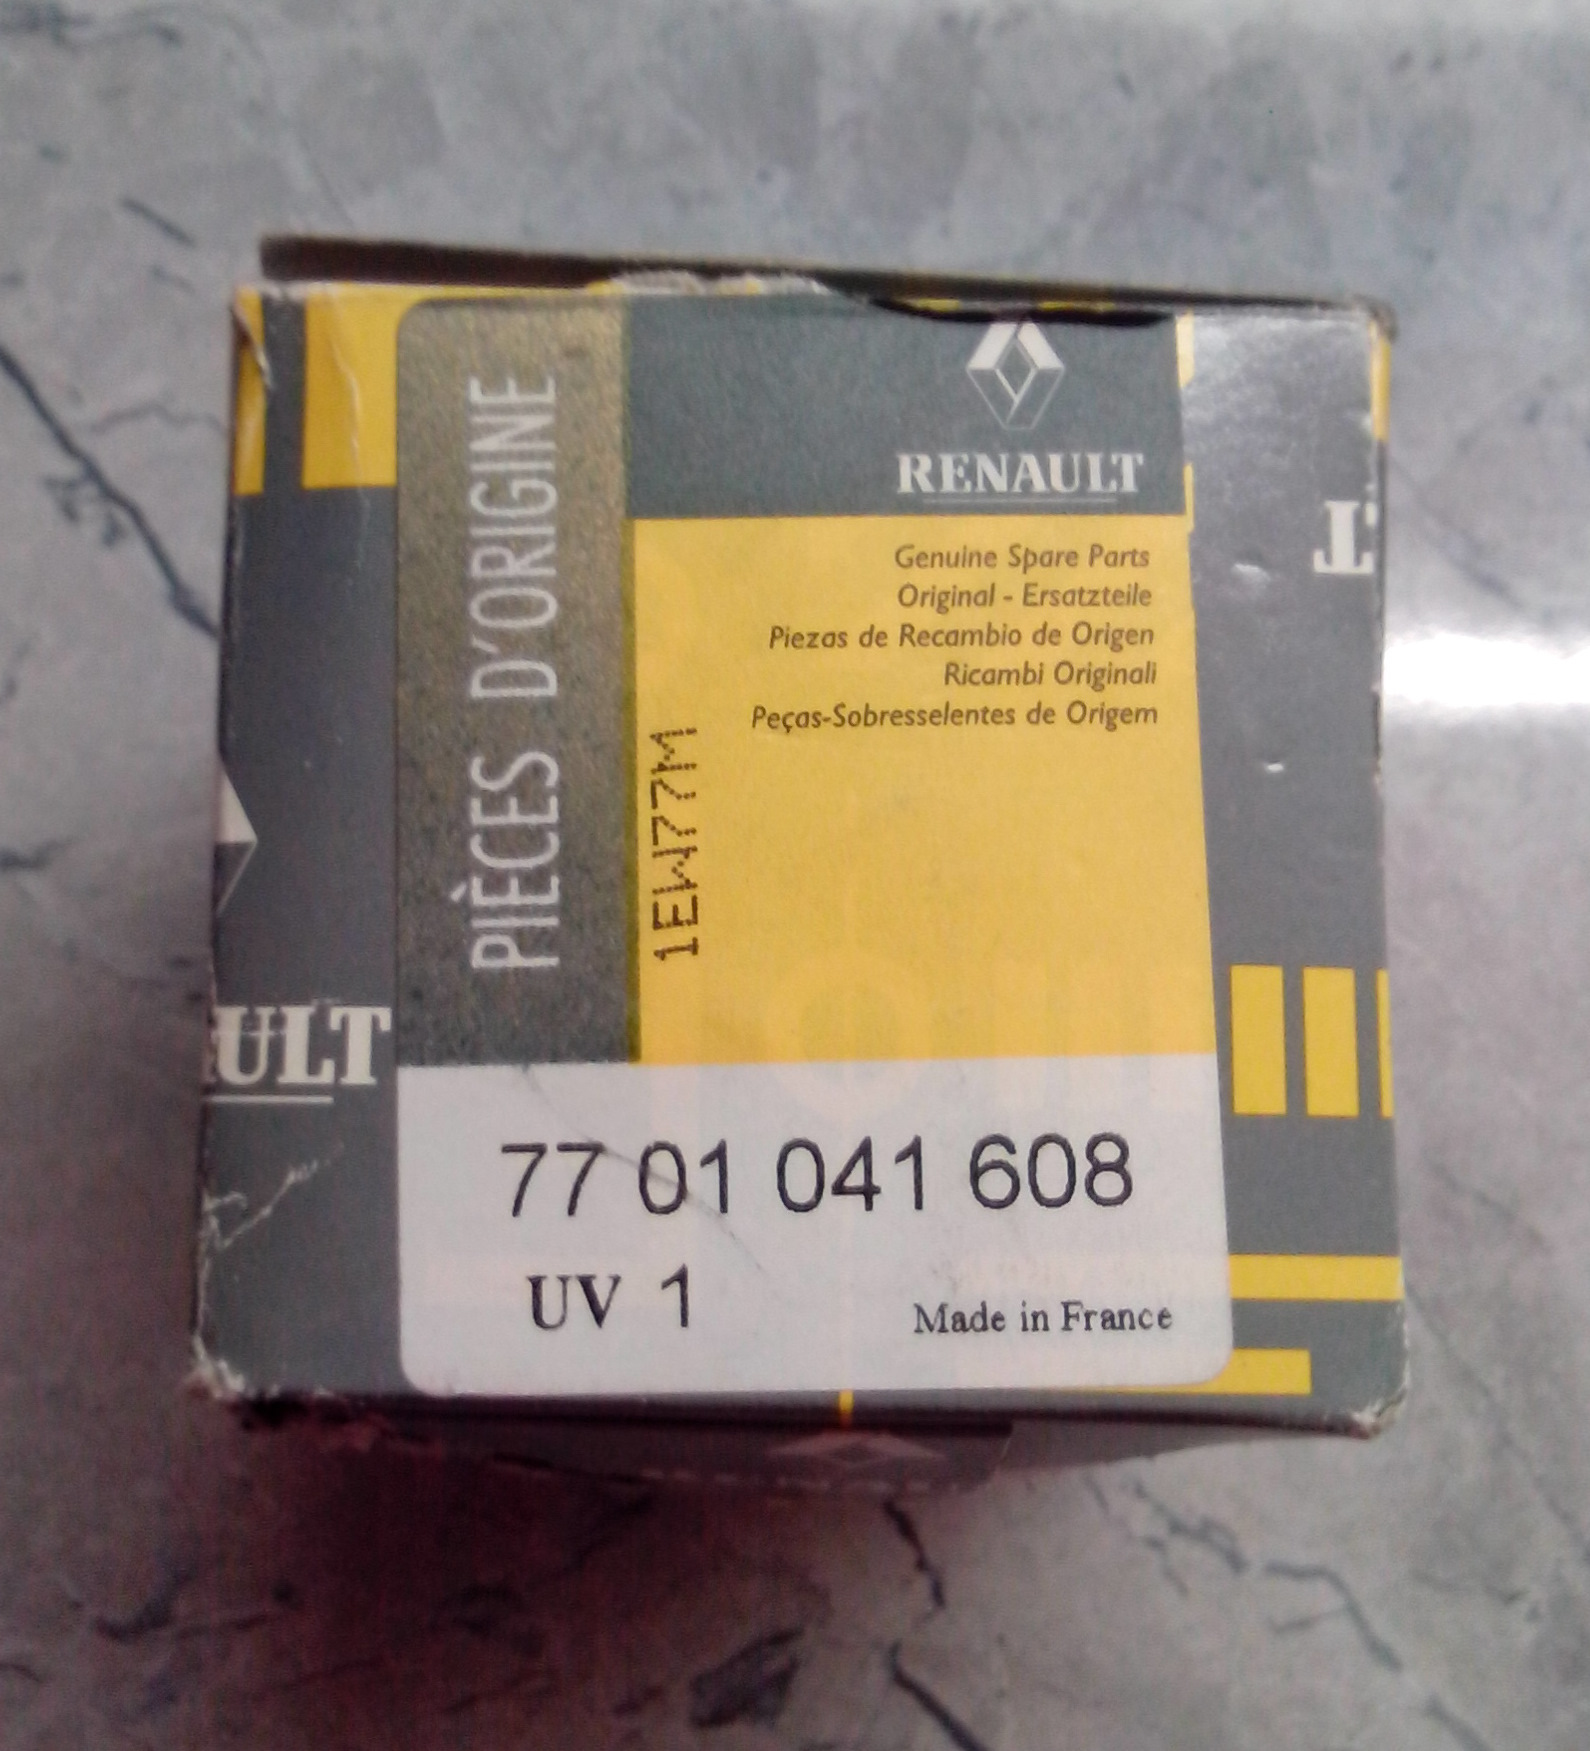 RENAULT
PIÈCES D'ORIGINE
Genuine Spare Parts
Original - Ersatzteile
Piezas de Recambio de Origen
Ricambi Originali
Peças-Sobresselentes de Origem
1EW77M
ULT
T
77 01 041 608
UV 1
Made in France